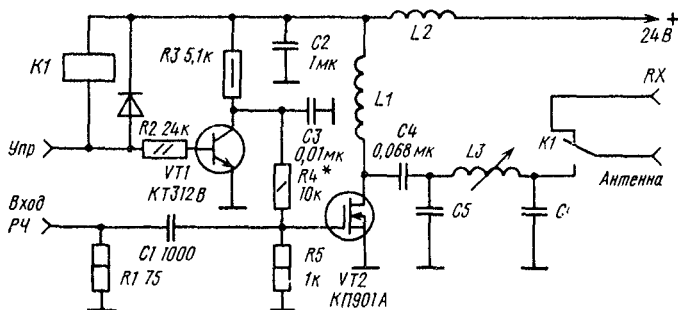 L2
+
24В
K1
R3 5,1к
C2
1мк
L1
RX
R2 24к
C3
0,01мк
C4
0,068 мк
L3
K1
Упр
VT1
КТ312В
R4*
10к
Антенна
Вход
РЧ
C5
C1 1000
R5
1к
VT2
КП901А
R1 75